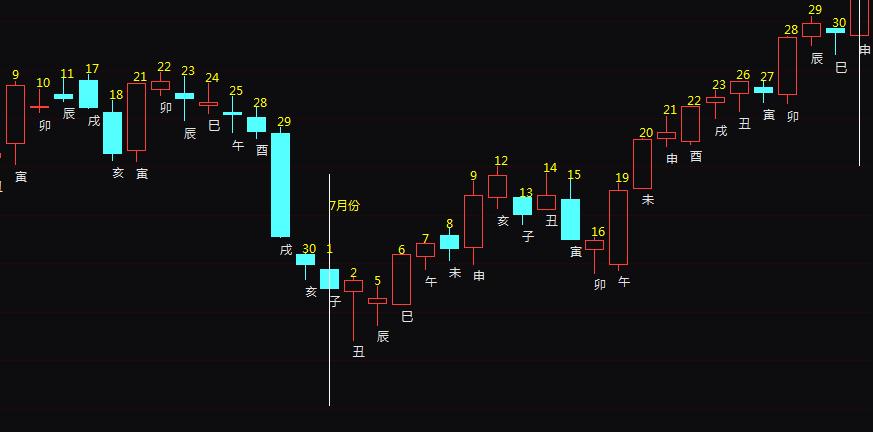 9
寅
10
卯
11
辰
17
戌
18
亥
21
寅
22
卯
23
辰
24
巳
25
午
28
酉
29
戌
30
亥
1
7月份
子
2
丑
5
辰
6
巳
7
午
8
未
9
申
12
亥
13
子
14
丑
15
寅
16
卯
19
午
20
未
21
申
22
酉
23
戌
26
丑
27
寅
28
卯
29
辰
30
巳
申